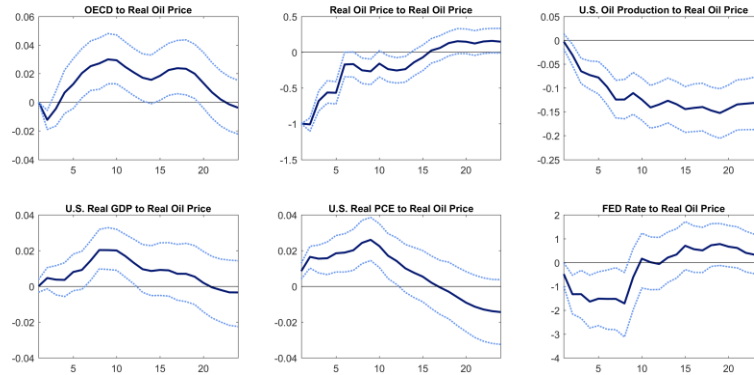 OECD to Real Oil Price
0.06
0.04
0.02
0
-0.02
-0.04
5 10 15 20
Real Oil Price to Real Oil Price
0.5
0
-0.5
-1
-1.5
5 10 15 20
U.S. Oil Production to Real Oil Price
0.05
0
-0.05
-0.1
-0.15
-0.2
-0.25
5 10 15 20
U.S. Real GDP to Real Oil Price
0.04
0.02
0
-0.02
-0.04
5 10 15 20
U.S. Real PCE to Real Oil Price
0.04
0.02
0
-0.02
-0.04
5 10 15 20
FED Rate to Real Oil Price
2
1
0
-1
-2
-3
-4
5 10 15 20